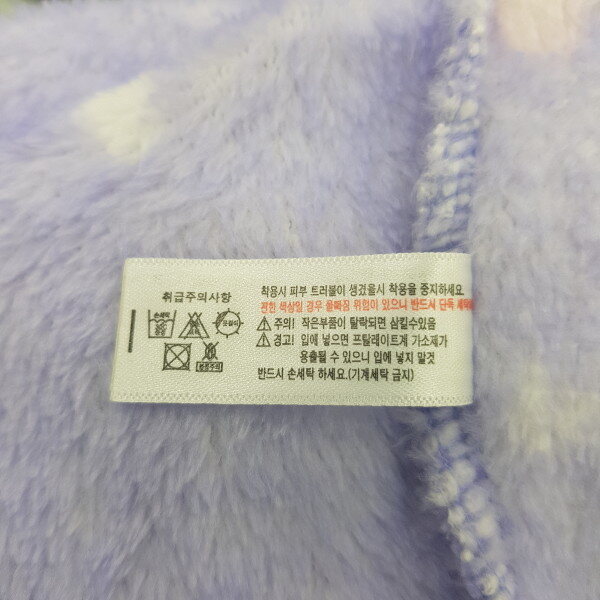 취급주의사항
손세탁
착용시 피부 트러블이 생겼을시 착용을 중지하세요.
진한 색상일 경우 물빠짐 위험이 있으니 반드시 단독 세탁
주의! 작은부품이 탈락되면 삼킬수있음
경고! 입에 넣으면 프탈레이트계 가소제가
용출될 수 있으니 입에 넣지 말것
반드시 손세탁 하세요.(기계세탁 금지)